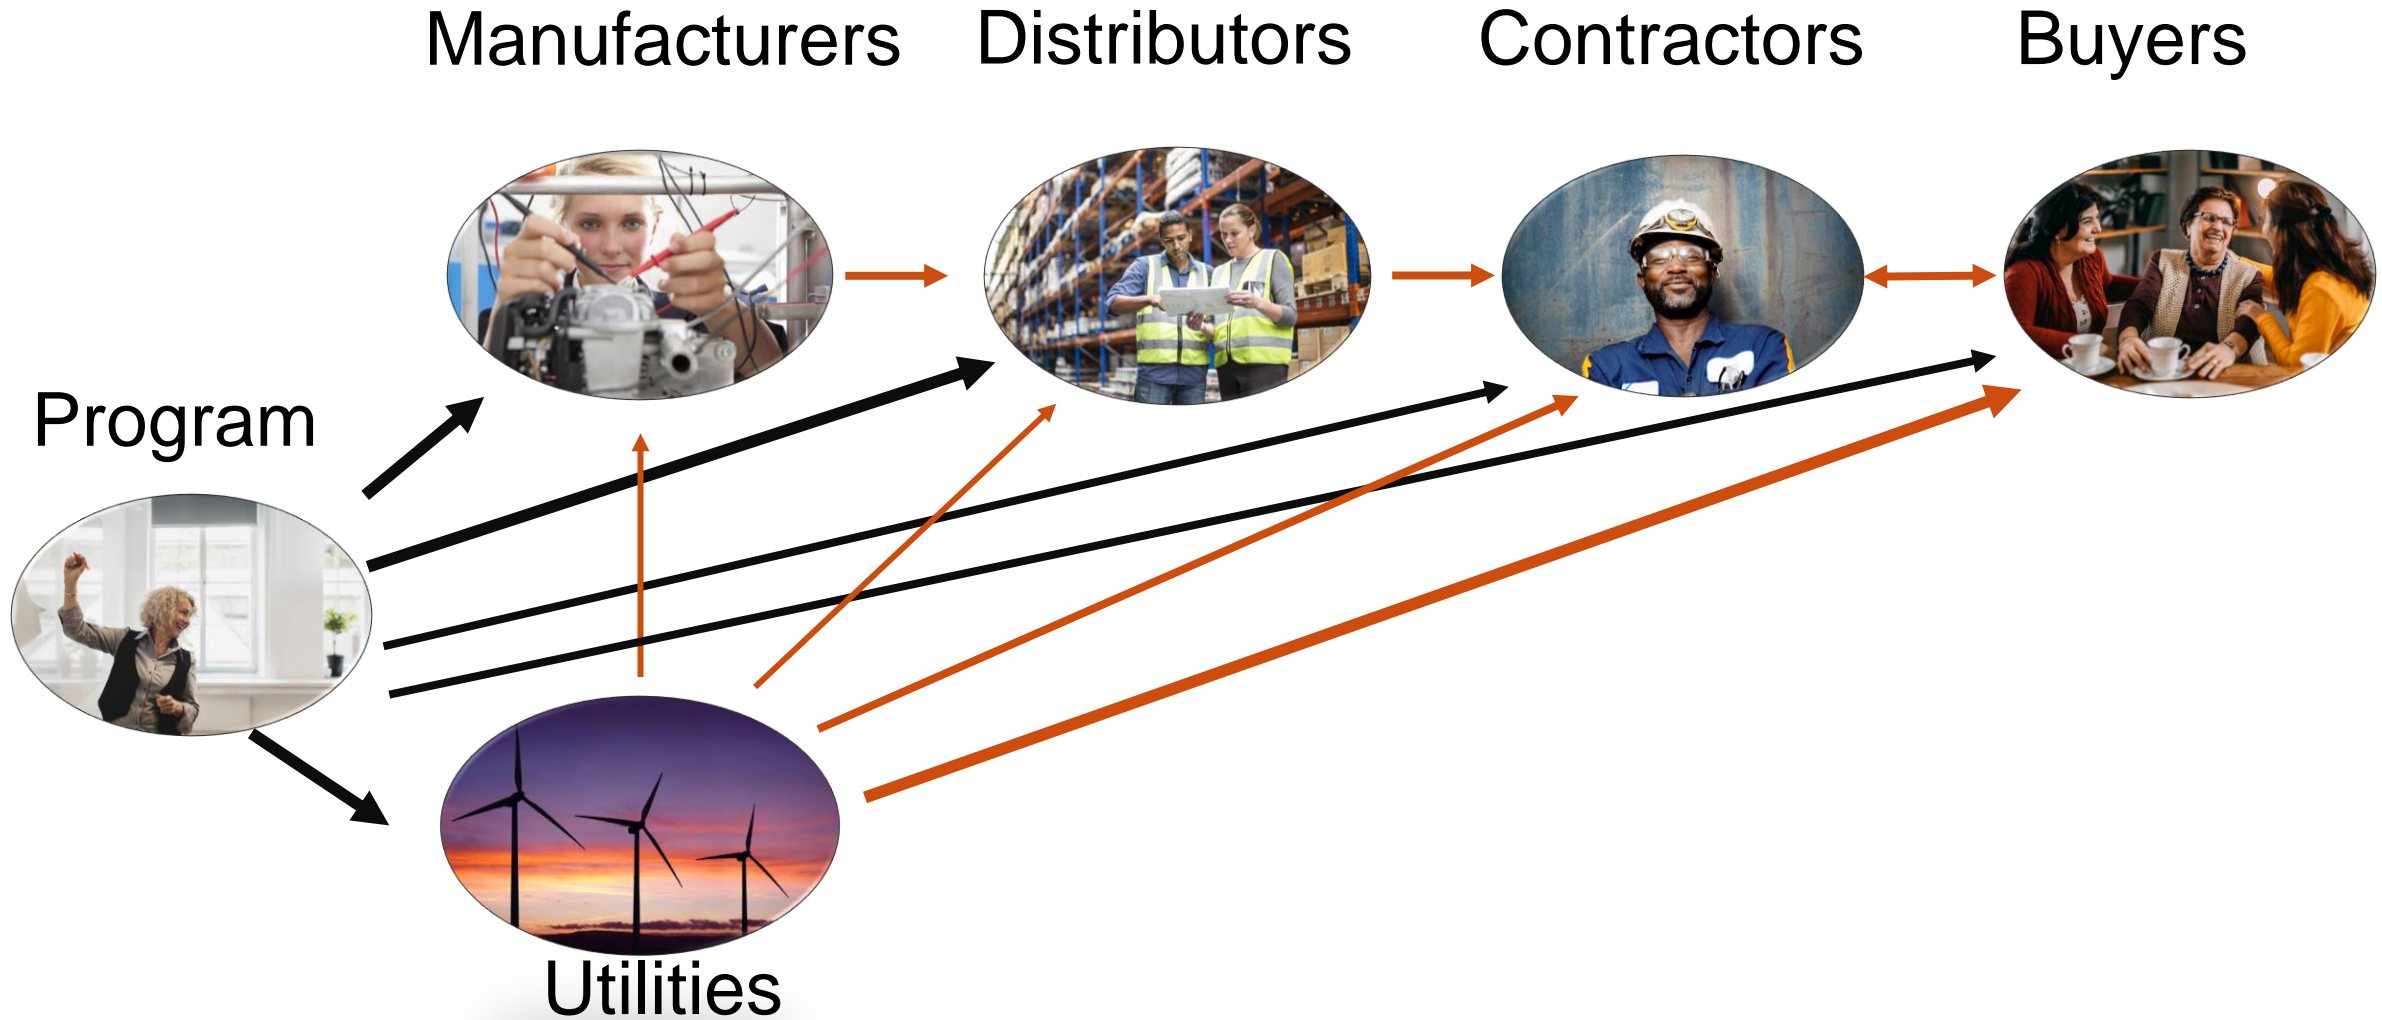 Manufacturers
Distributors
Contractors
Buyers
Program
Utilities